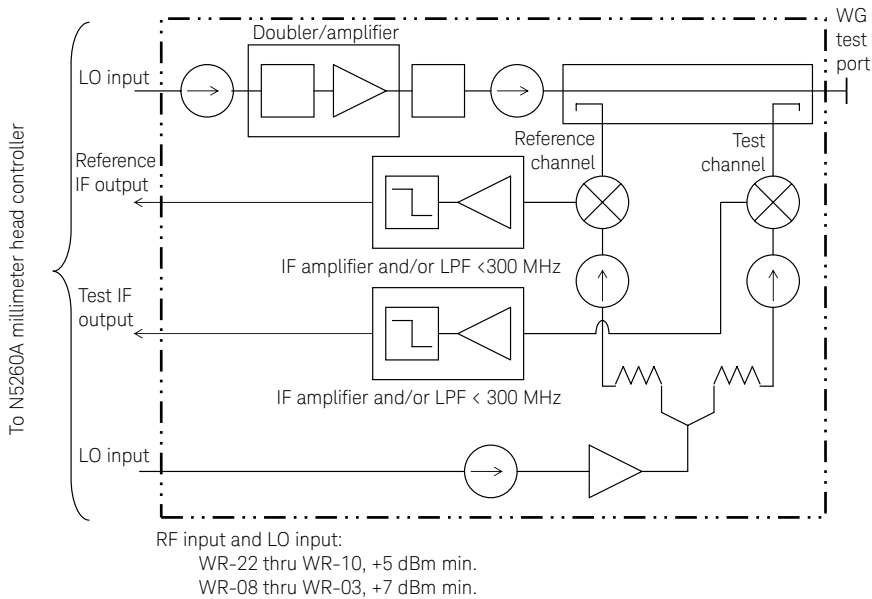 WG
test
port
Doubler/amplifier
LO input
Reference
channel
Test
channel
Reference
IF output
IF amplifier and/or LPF <300 MHz
Test IF
output
IF amplifier and/or LPF < 300 MHz
LO input
To N5260A millimeter head controller
RF input and LO input:
WR-22 thru WR-10, +5 dBm min.
WR-08 thru WR-03, +7 dBm min.